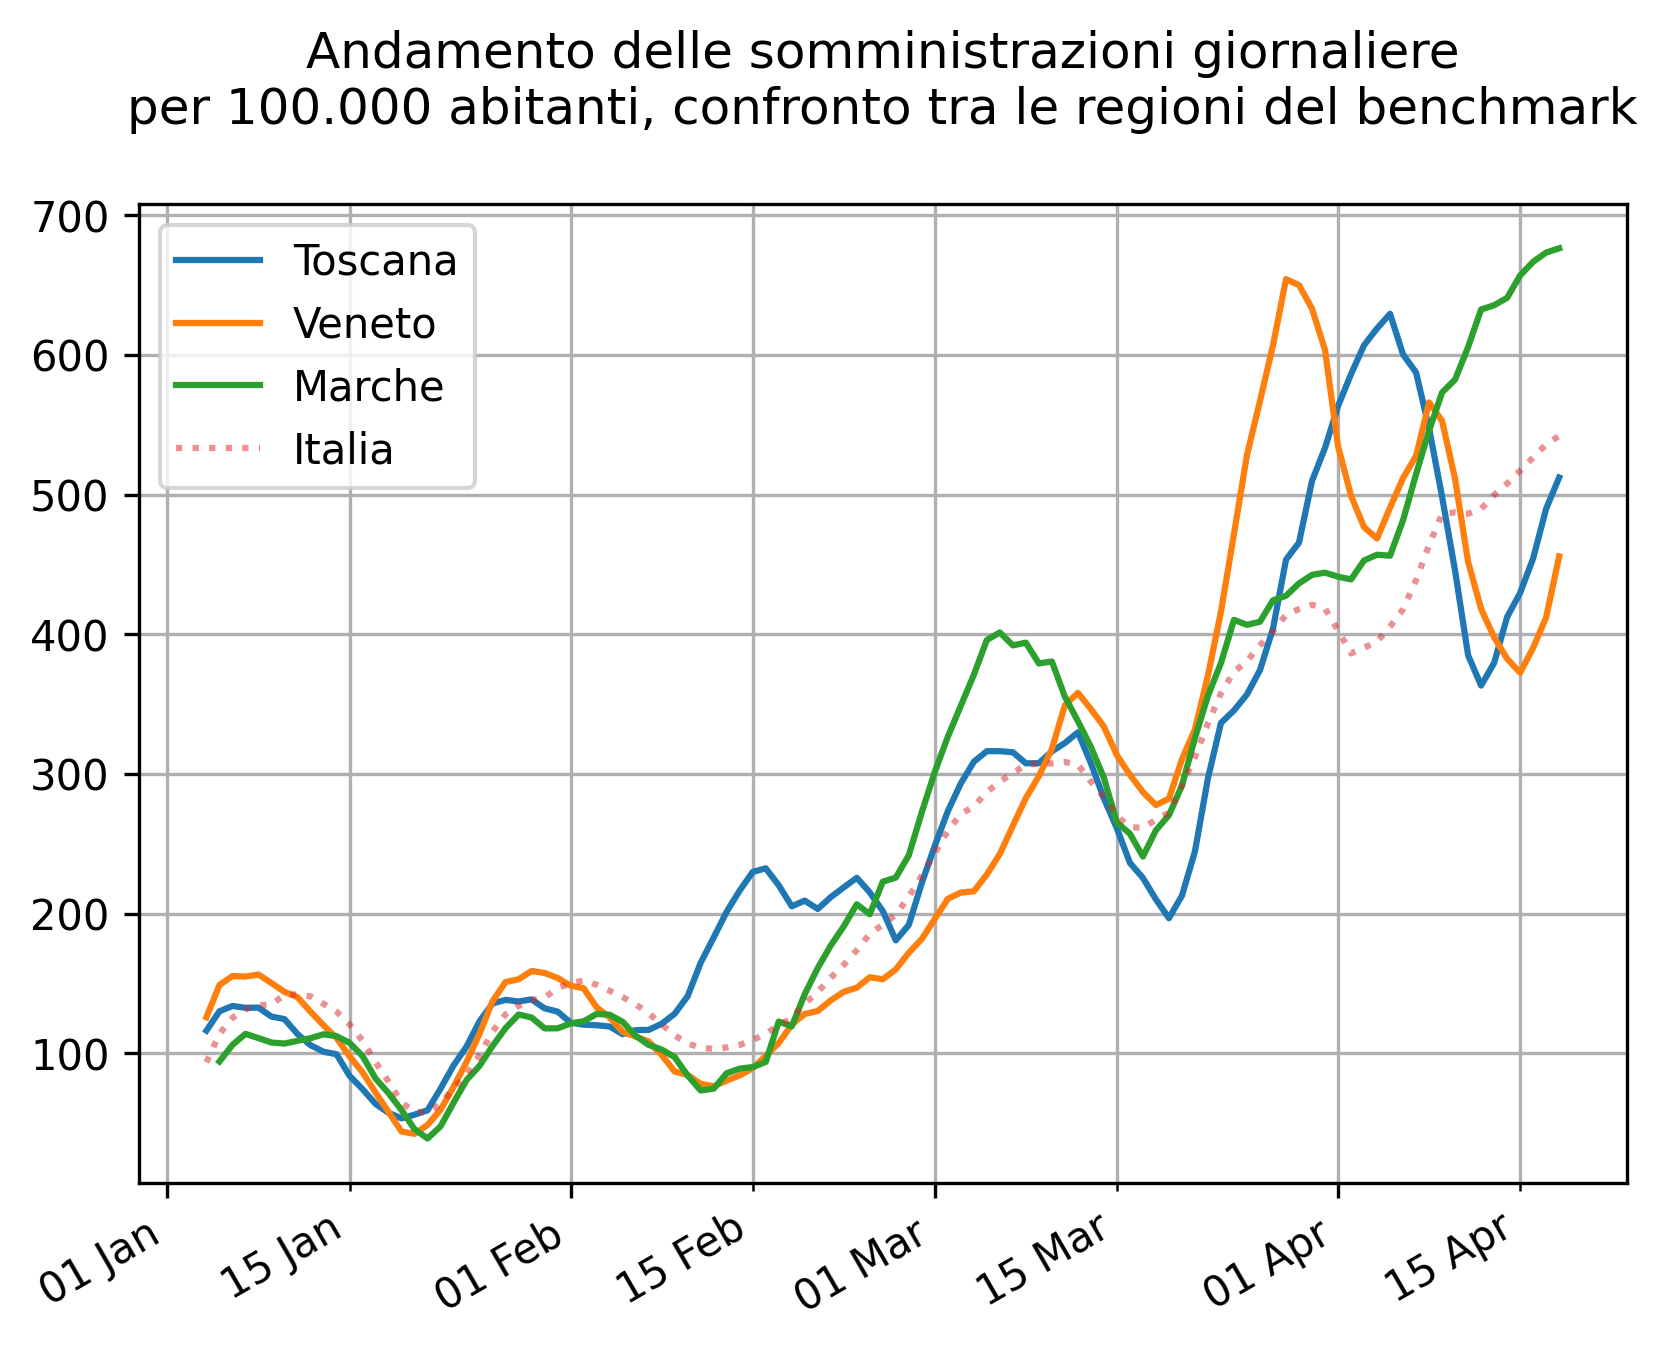 Andamento delle somministrazioni giornaliere
per 100.000 abitanti, confronto tra le regioni del benchmark
700
600
500
400
300
200
100
Toscana
Veneto
Marche
Italia
01 Jan
15 Jan
01 Feb
15 Feb
01 Mar
15 Mar
01 Apr
15 Apr